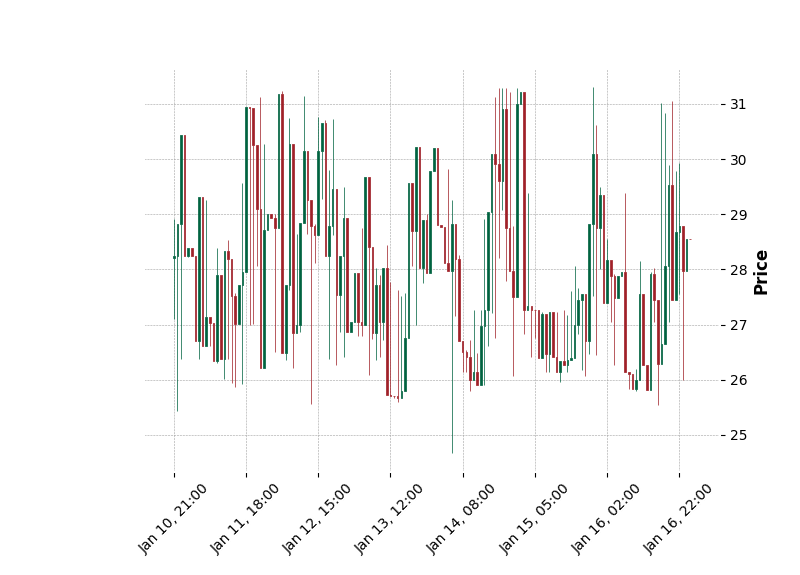 31
30
29
28
27
26
25
Price
Jan 10, 21:00
Jan 11, 18:00
Jan 12, 15:00
Jan 13, 12:00
Jan 14, 08:00
Jan 15, 05:00
Jan 16, 02:00
Jan 16, 22:00